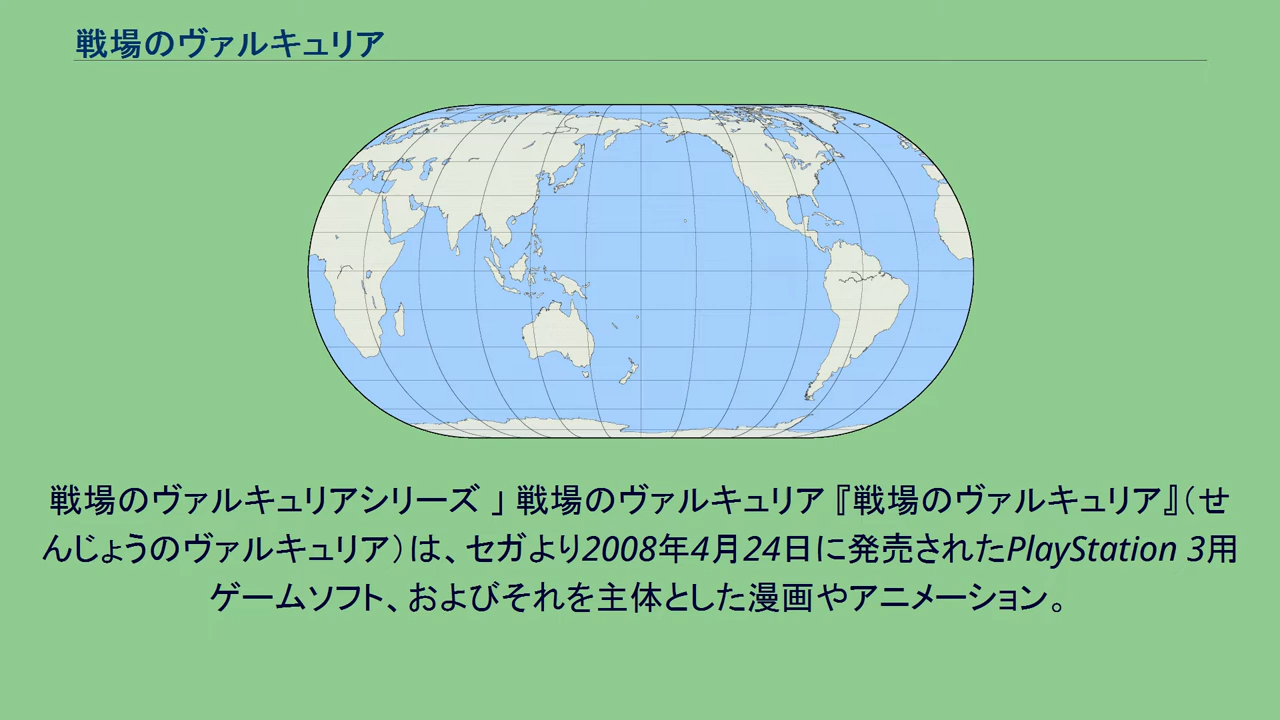 戦場のヴァルキュリア
戦場のヴァルキュリアシリーズ 」 戦場のヴァルキュリア 『戦場のヴァルキュリア』（せ
んじょうのヴァルキュリア）は、セガより2008年4月24日に発売されたPlayStation 3用
ゲームソフト、およびそれを主体とした漫画やアニメーション。